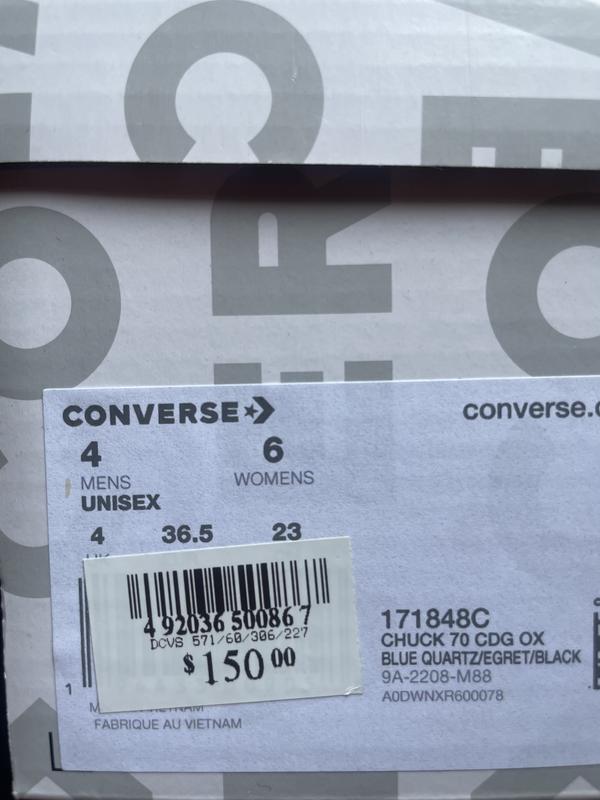 CONVERSE
converse.
4
6
MENS
WOMENS
UNISEX
4
36.5
23
4 92036 50086 7
DCVS 571/60/306/227
$150 00
171848C
CHUCK 70 CDG OX
BLUE QUARTZ/EGRET/BLACK
9A-2208-M88
A0DWNXR600078
1
FABRIQUE AU VIETNAM